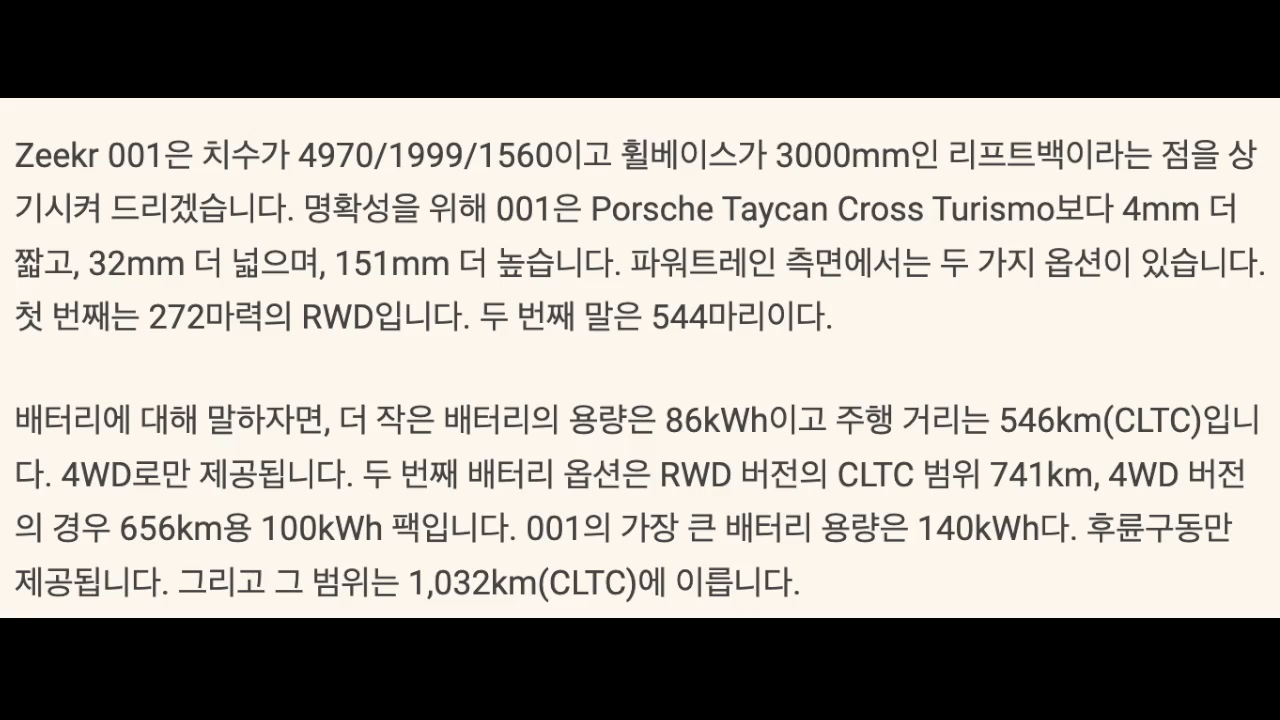 Zeekr 001은 치수가 4970/1999/1560이고 휠베이스가 3000mm인 리프트백이라는 점을 상
기시켜 드리겠습니다. 명확성을 위해 001은 Porsche Taycan Cross Turismo보다 4mm 더
짧고, 32mm 더 넓으며, 151mm 더 높습니다. 파워트레인 측면에서는 두 가지 옵션이 있습니다.
첫 번째는 272마력의 RWD입니다. 두 번째 말은 544마리이다.
배터리에 대해 말하자면, 더 작은 배터리의 용량은 86kWh이고 주행 거리는 546km(CLTC)입니
다. 4WD로만 제공됩니다. 두 번째 배터리 옵션은 RWD 버전의 CLTC 범위 741km, 4WD 버전
의 경우 656km용 100kWh 팩입니다. 001의 가장 큰 배터리 용량은 140kWh다. 후륜구동만
제공됩니다. 그리고 그 범위는 1,032km(CLTC)에 이릅니다.